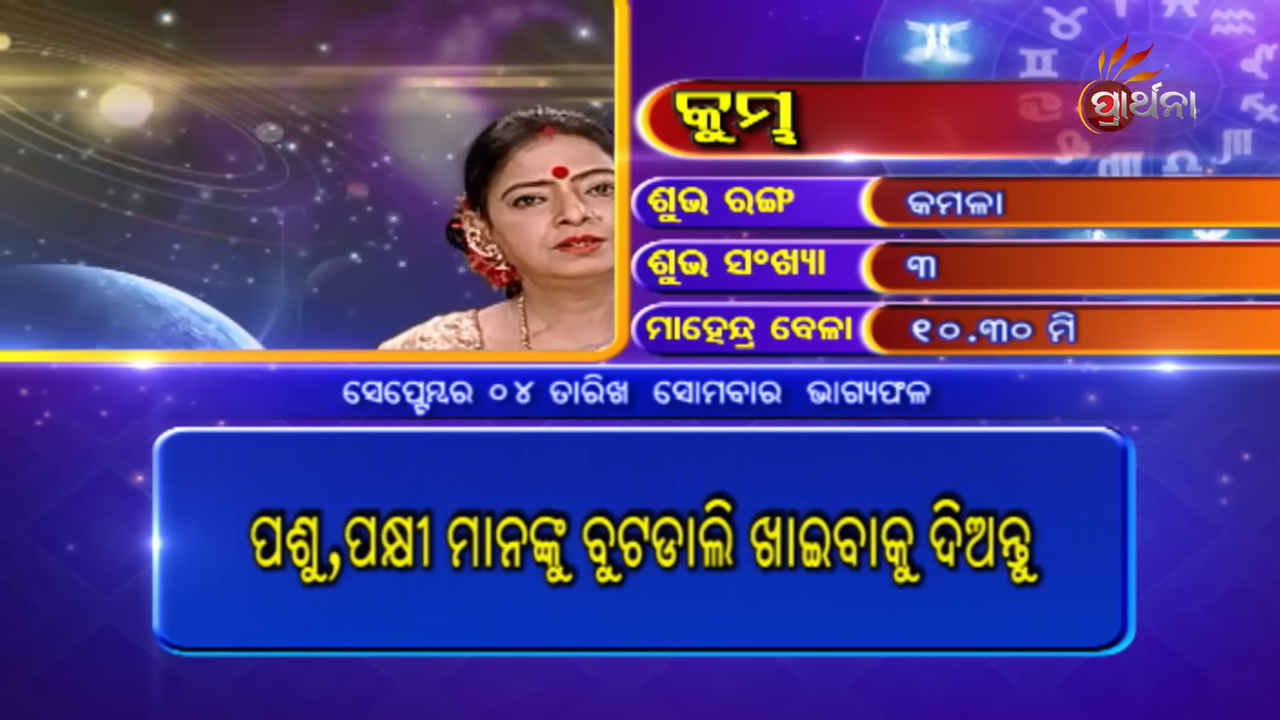 ପ୍ରାର୍ଥନା
କୁମ୍ଭ
ଶୁଭ ରଙ୍ଗ କମଳା
ଶୁଭ ସଂଖ୍ୟା ୩
ମାହେନ୍ଦ୍ର ବେଳା ୧୦.୩୦ ମି
ସେପ୍ଟେମ୍ବର ୦୪ ତାରିଖ ସୋମବାର ଭାଗ୍ୟଫଳ
ପଶୁ,ପକ୍ଷୀ ମାନଙ୍କୁ ବୁଟଡାଲି ଖାଇବାକୁ ଦିଅନ୍ତୁ